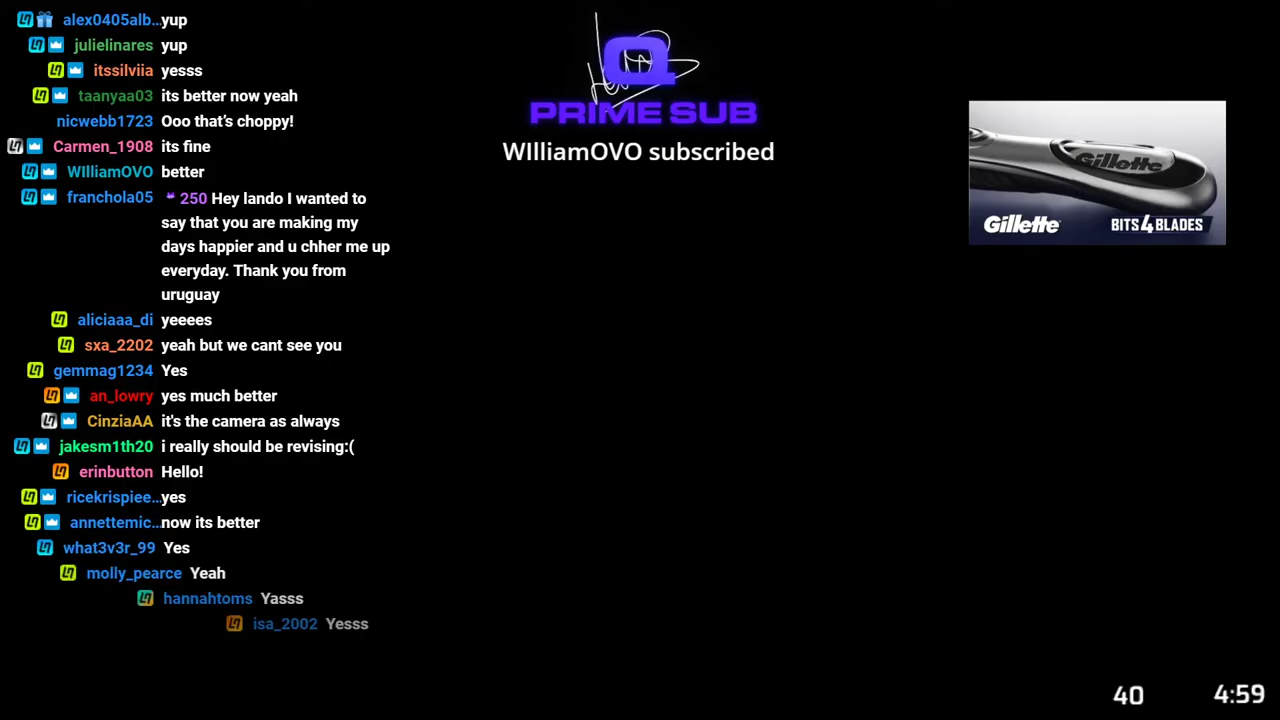 alex0405alb... yup
julielinares yup
itssilviia yesss
taanyaa03 its better now yeah
nicwebb1723 Ooo that’s choppy!
Carmen_1908 its fine
WIlliamOVO better
franchola05 250 Hey lando I wanted to
say that you are making my
days happier and u chher me up
everyday. Thank you from
uruguay
aliciaaa_di yeeees
sxa_2202 yeah but we cant see you
gemmag1234 Yes
an_lowry yes much better
CinziaAA it's the camera as always
jakesm1th20 i really should be revising:(
erinbutton Hello!
ricekrispiee... yes
annettemic... now its better
what3v3r_99 Yes
molly_pearce Yeah
hannahtoms Yasss
isa_2002 Yesss
PRIME SUB
WIlliamOVO subscribed
Gillette
Gillette BITS4BLADES
40 4:59